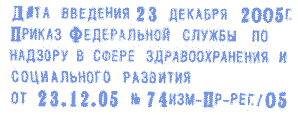 Дата введения 23 декабря 2005г.
Приказ Федеральной службы по
надзору в сфере здравоохранения и
социального развития
от 23.12.05 № 74изм-Пр-рег/05